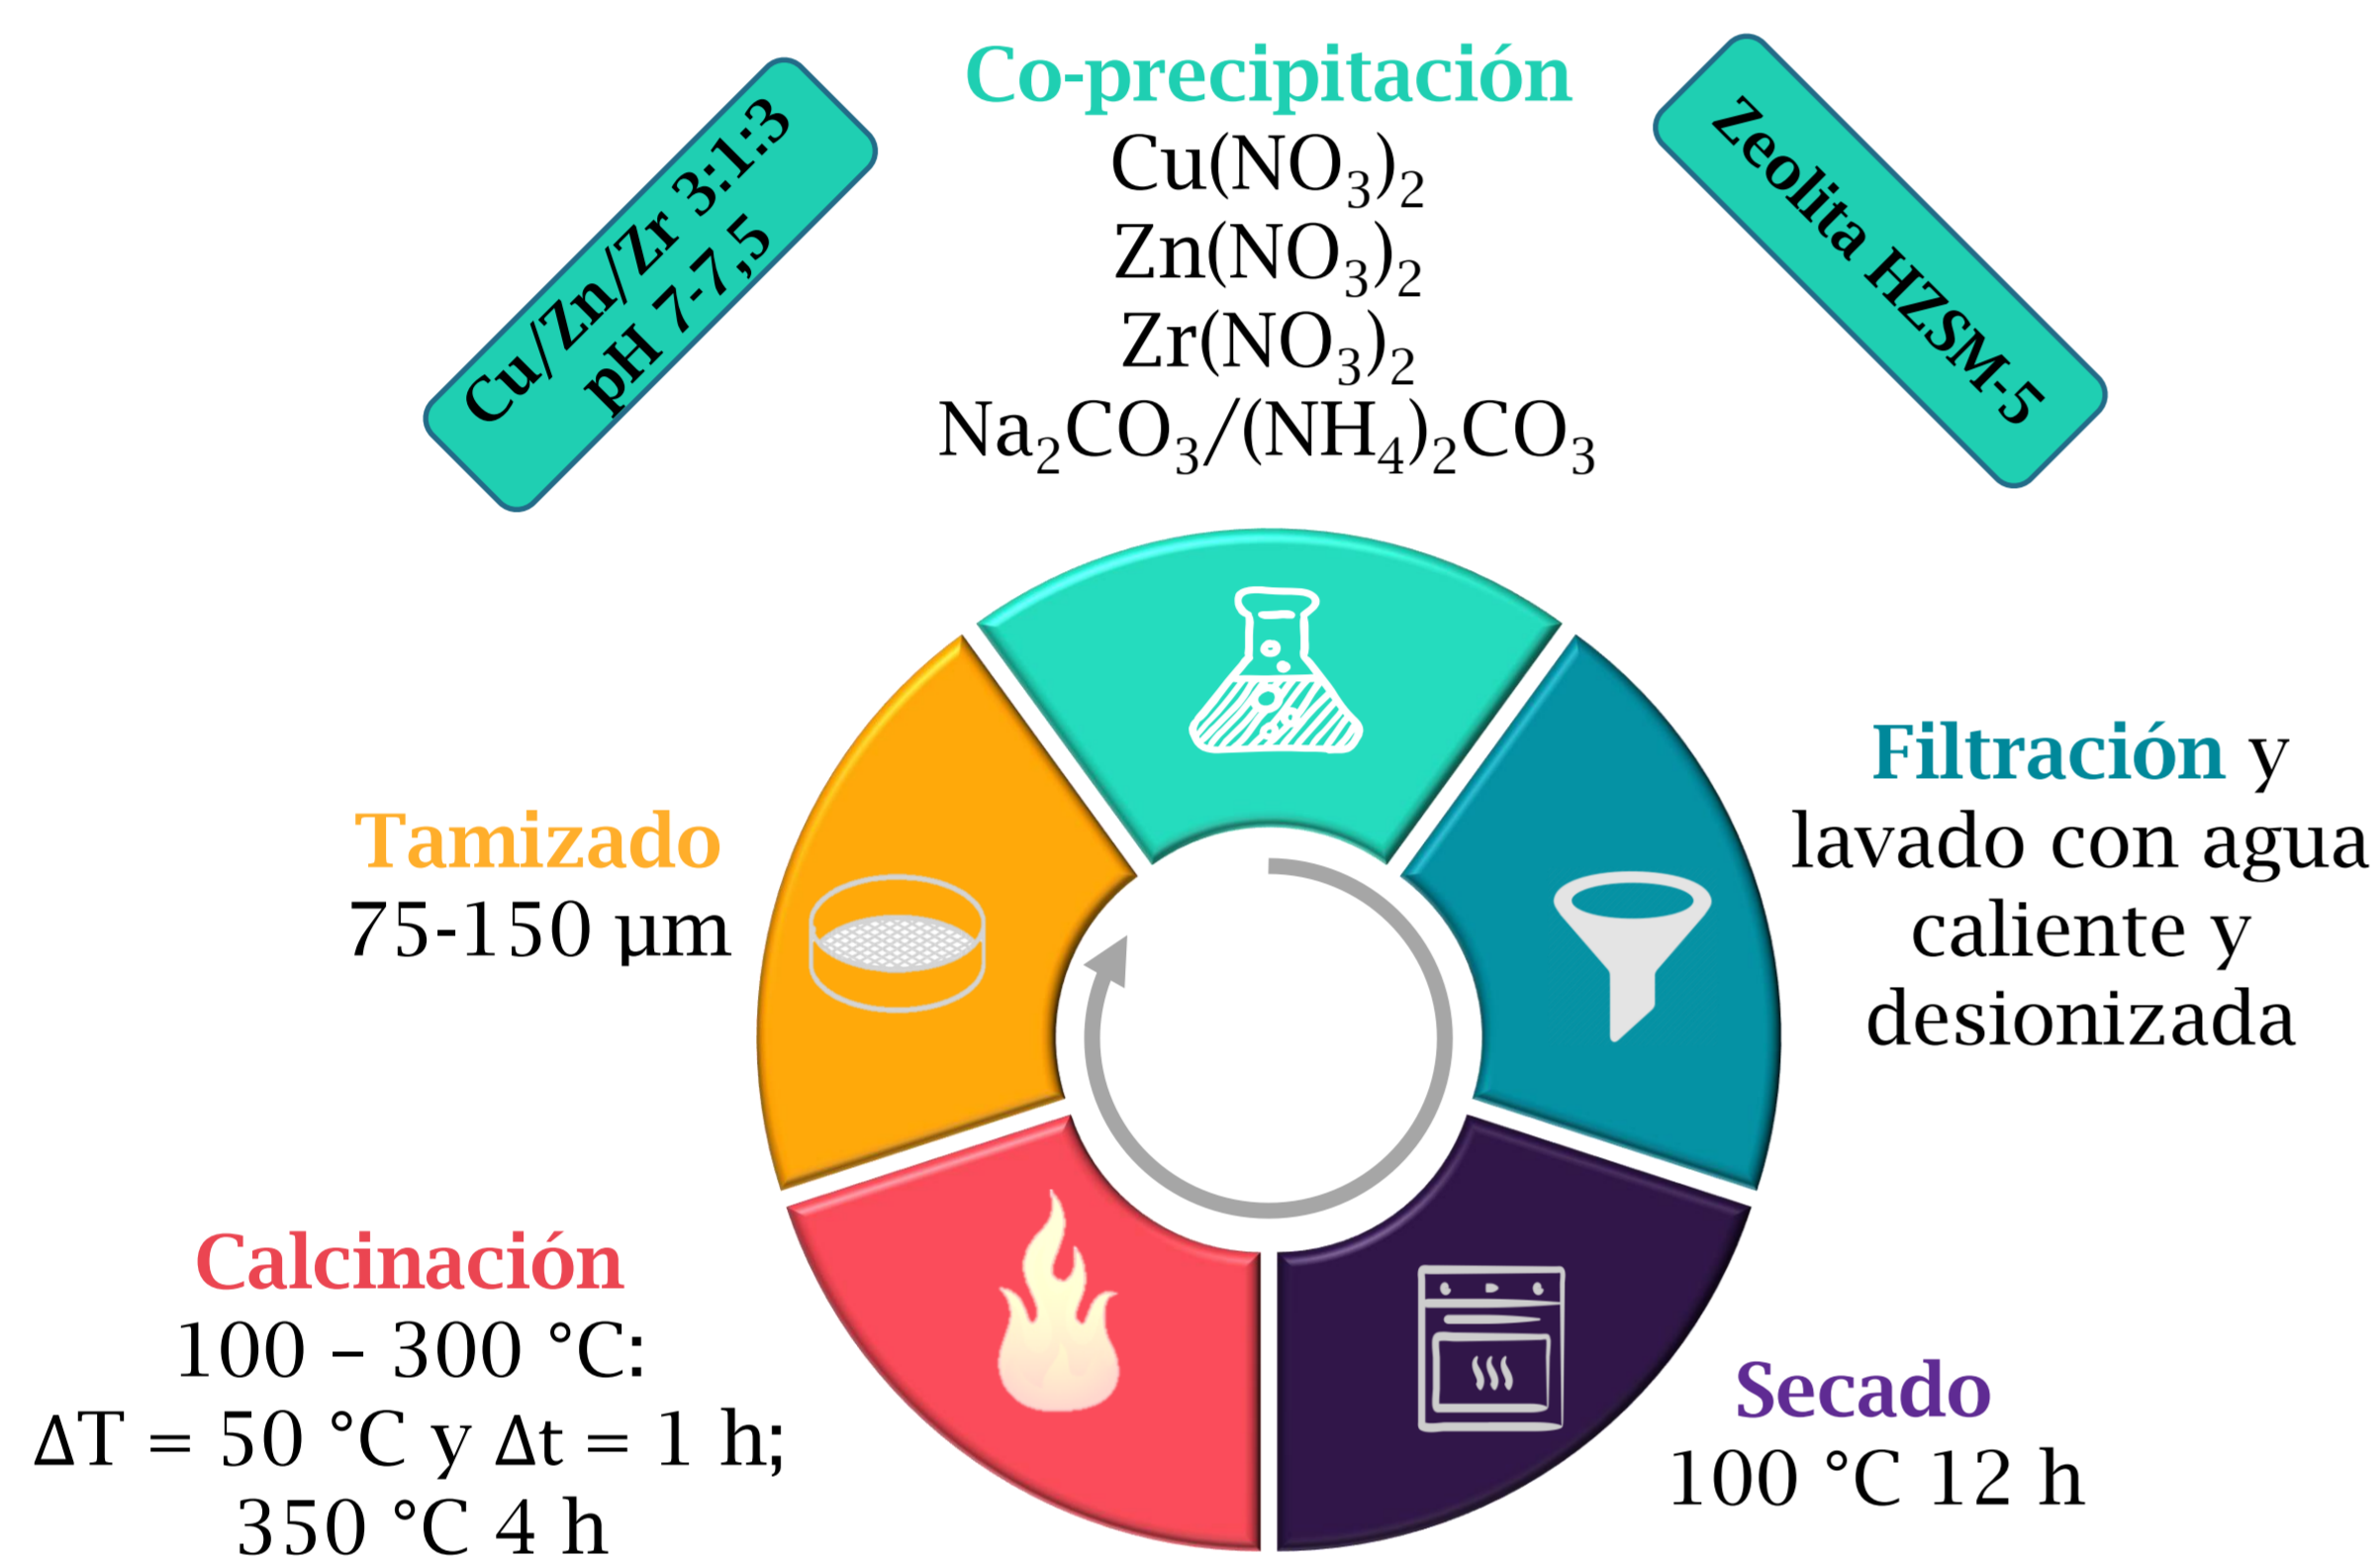 Cu/Zn/Zr 3:1:3
pH 7-7,5
Co-precipitación
Cu(NO₃)₂
Zn(NO₃)₂
Zr(NO₃)₂
Na₂CO₃/(NH₄)₂CO₃
Zeolita HZSM-5
Filtración y
lavado con agua
caliente y
desionizada
Secado
100 °C 12 h
Calcinación
100 – 300 °C:
ΔT = 50 °C y Δt = 1 h;
350 °C 4 h
Tamizado
75-150 μm